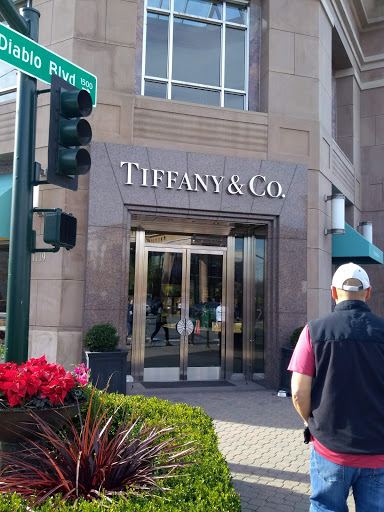 Diablo Blvd 1500
TIFFANY & CO.